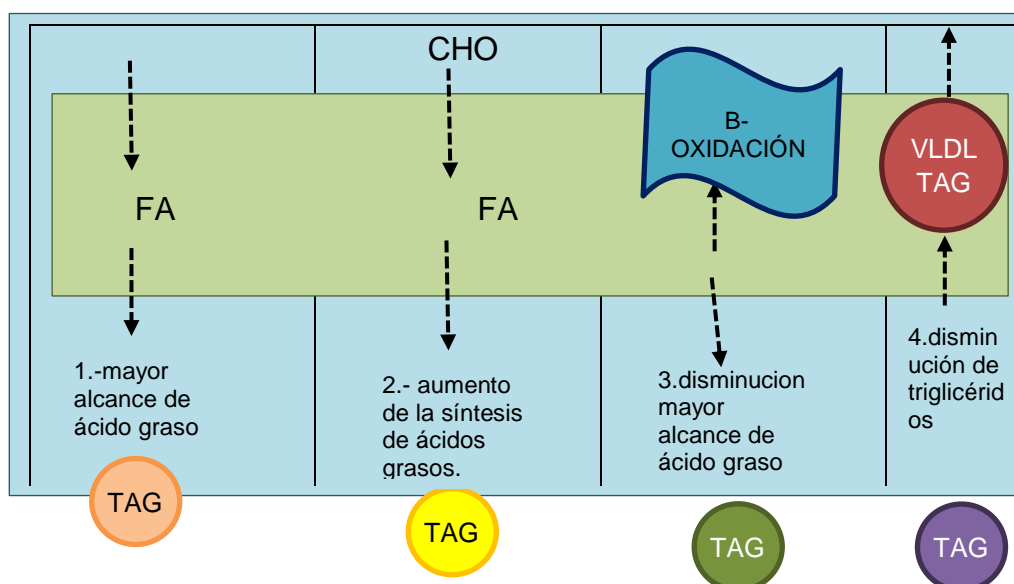 CHO
FA
FA
B-
OXIDACIÓN
VLDL
TAG
1.-mayor
alcance de
ácido graso
2.- aumento
de la síntesis
de ácidos
grasos.
3.disminucion
mayor
alcance de
ácido graso
4.dismin
ución de
triglicérid
os
TAG
TAG
TAG
TAG